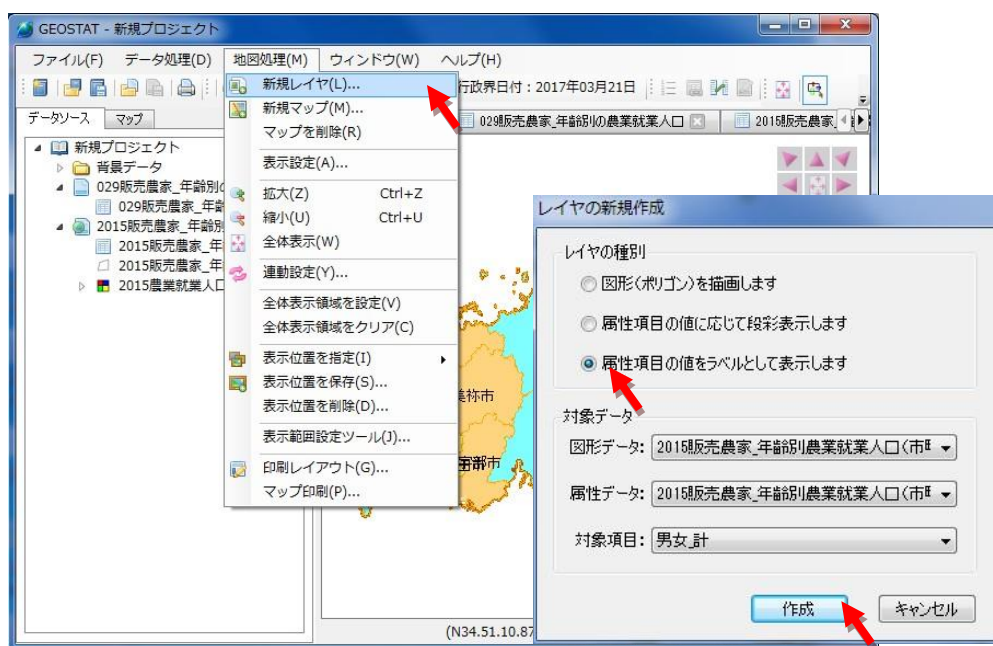 GEOSTAT - 新規プロジェクト
ファイル(F) データ処理(D) 地図処理(M) ウィンドウ(W) ヘルプ(H)
行政界日付：2017年03月21日
データソース マップ
029販売農家_年齢別の農業就業人口
2015販売農家_
新規プロジェクト
背景データ
029販売農家_年齢別の
029販売農家_年齢
2015販売農家_年齢別
2015販売農家_年
2015販売農家_年
2015農業就業人口
新規レイヤ(L)...
新規マップ(M)...
マップを削除(R)
表示設定(A)...
拡大(Z) Ctrl+Z
縮小(U) Ctrl+U
全体表示(W)
連動設定(Y)...
全体表示領域を設定(V)
全体表示領域をクリア(C)
表示位置を指定(I)
表示位置を保存(S)...
表示位置を削除(D)...
表示範囲設定ツール(J)...
印刷レイアウト(G)...
マップ印刷(P)...
美祢市
宇部市
(N34.51.10.87
レイヤの新規作成
レイヤの種別
図形(ポリゴン)を描画します
属性項目の値に応じて段彩表示します
属性項目の値をラベルとして表示します
対象データ
図形データ: 2015販売農家_年齢別農業就業人口(市
属性データ: 2015販売農家_年齢別農業就業人口(市
対象項目: 男女_計
作成 キャンセル